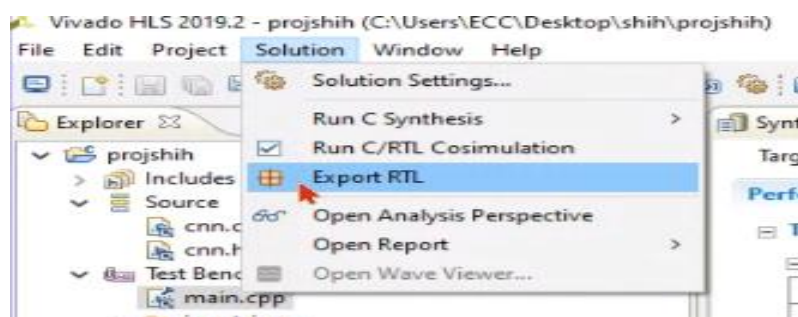 Vivado HLS 2019.2 - projshih (C:\Users\ECC\Desktop\shih\projshih)
File Edit Project Solution Window Help
Solution Settings...
Explorer
Run C Synthesis
projshih
Run C/RTL Cosimulation
Includes
Export RTL
Source
cnn.c
Open Analysis Perspective
cnn.h
Open Report
Test Benc
Open Wave Viewer...
main.cpp
Synt
Targ
Perf